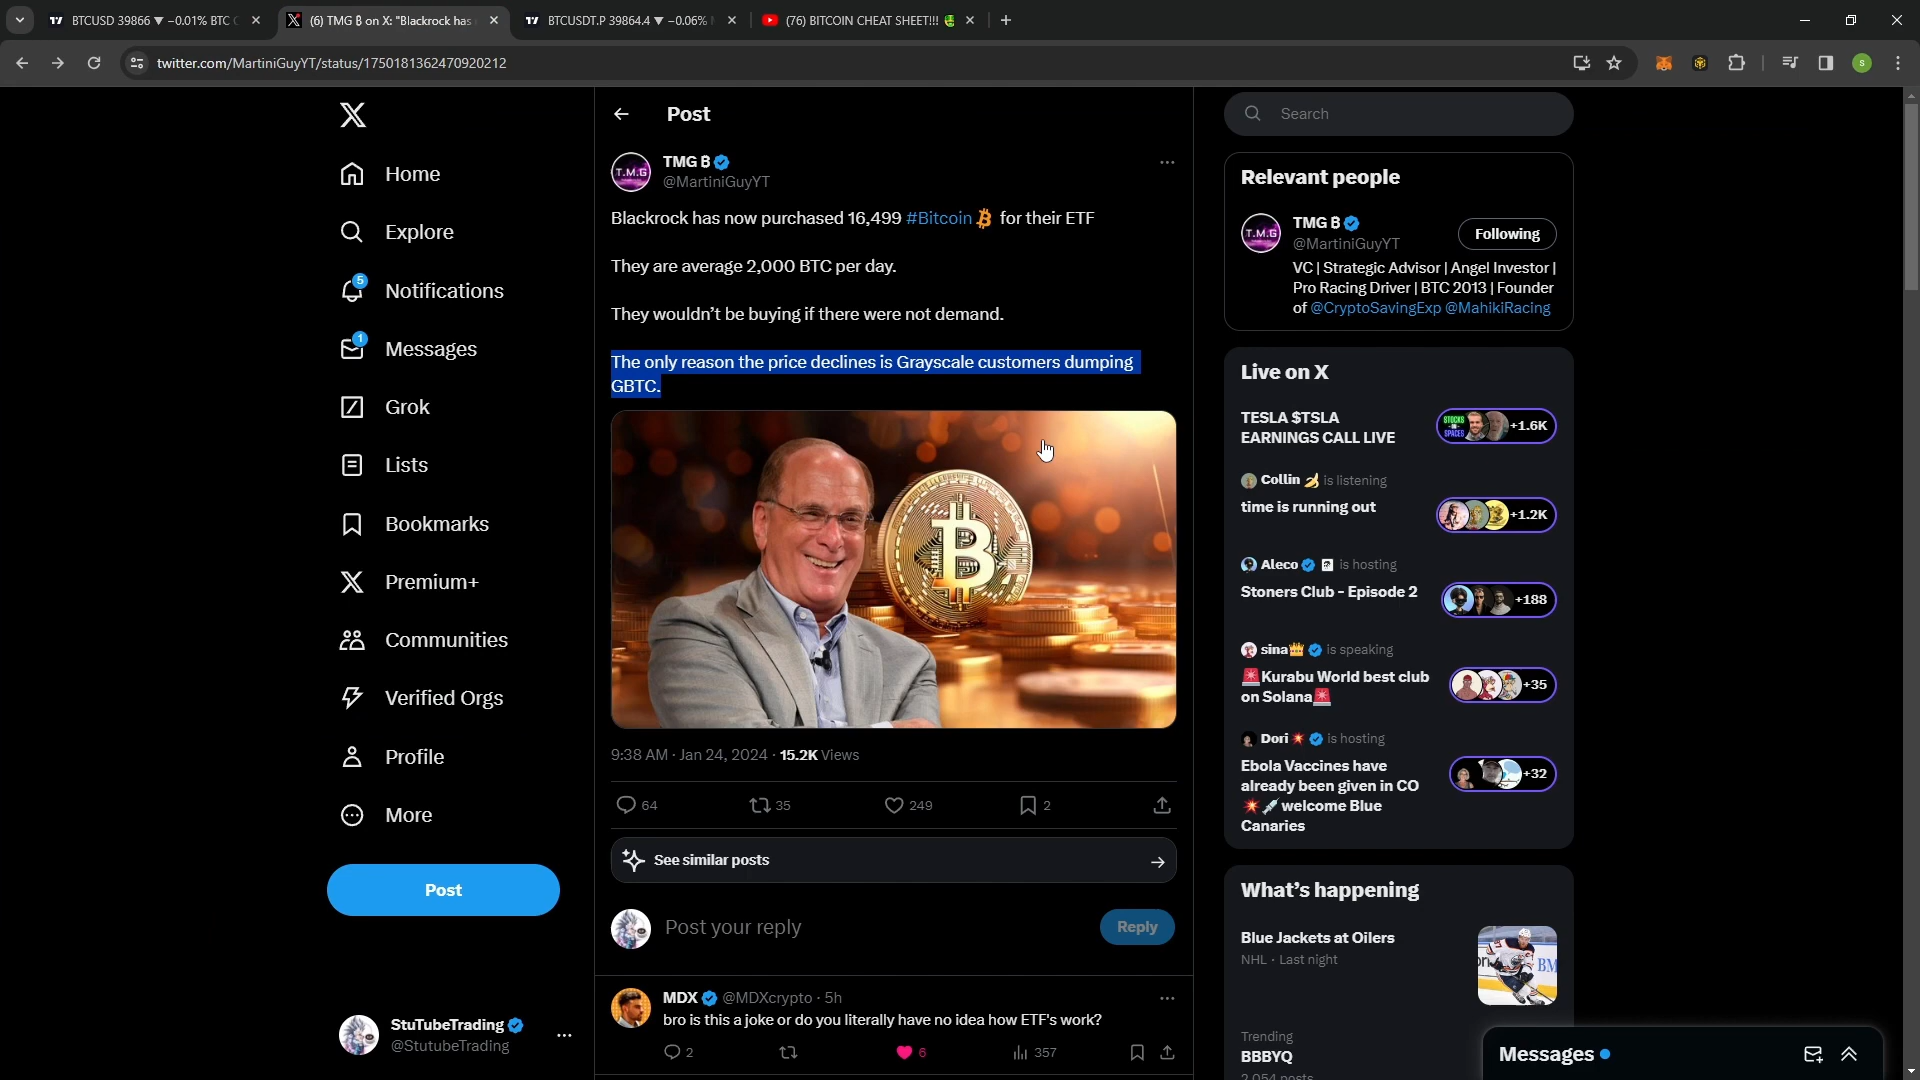 BTCUSD 39866 ▼ −0.01% BTC
(6) TMG ₿ on X: "Blackrock has
BTCUSDT.P 39864.4 ▼ −0.06%
(76) BITCOIN CHEAT SHEET!!! 🤑
twitter.com/MartiniGuyYT/status/1750181362470920212
S
Home
Explore
5
Notifications
1
Messages
Grok
Lists
Bookmarks
Premium+
Communities
Verified Orgs
Profile
More
Post
StuTubeTrading
@StutubeTrading
Post
T.M.G
TMG ₿
@MartiniGuyYT
Blackrock has now purchased 16,499 #Bitcoin for their ETF
They are average 2,000 BTC per day.
They wouldn’t be buying if there were not demand.
The only reason the price declines is Grayscale customers dumping
GBTC.
9:38 AM · Jan 24, 2024 · 15.2K Views
64
35
249
2
See similar posts
Post your reply
Reply
MDX @MDXcrypto · 5h
bro is this a joke or do you literally have no idea how ETF's work?
2
6
357
Search
Relevant people
T.M.G
TMG ₿
@MartiniGuyYT
Following
VC | Strategic Advisor | Angel Investor |
Pro Racing Driver | BTC 2013 | Founder
of @CryptoSavingExp @MahikiRacing
Live on X
TESLA $TSLA
EARNINGS CALL LIVE
STOCKS
ON
SPACES
+1.6K
Collin 🍌 is listening
time is running out
+1.2K
Aleco is hosting
Stoners Club - Episode 2
+188
sina👑 is speaking
🚨Kurabu World best club
on Solana🚨
+35
Dori 💥 is hosting
Ebola Vaccines have
already been given in CO
💥💉welcome Blue
Canaries
+32
What’s happening
Blue Jackets at Oilers
NHL · Last night
Trending
BBBYQ
2,054 posts
Messages